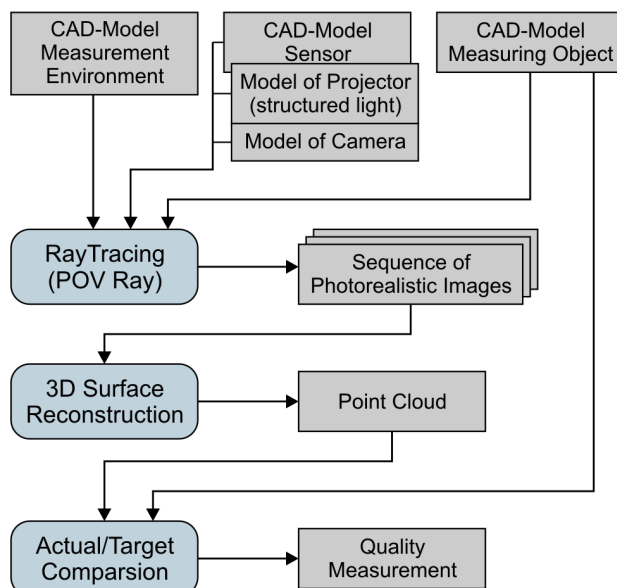 CAD-Model
Measurement
Environment
CAD-Model
Sensor
Model of Projector
(structured light)
Model of Camera
CAD-Model
Measuring Object
RayTracing
(POV Ray)
Sequence of
Photorealistic Images
3D Surface
Reconstruction
Point Cloud
Actual/Target
Comparsion
Quality
Measurement